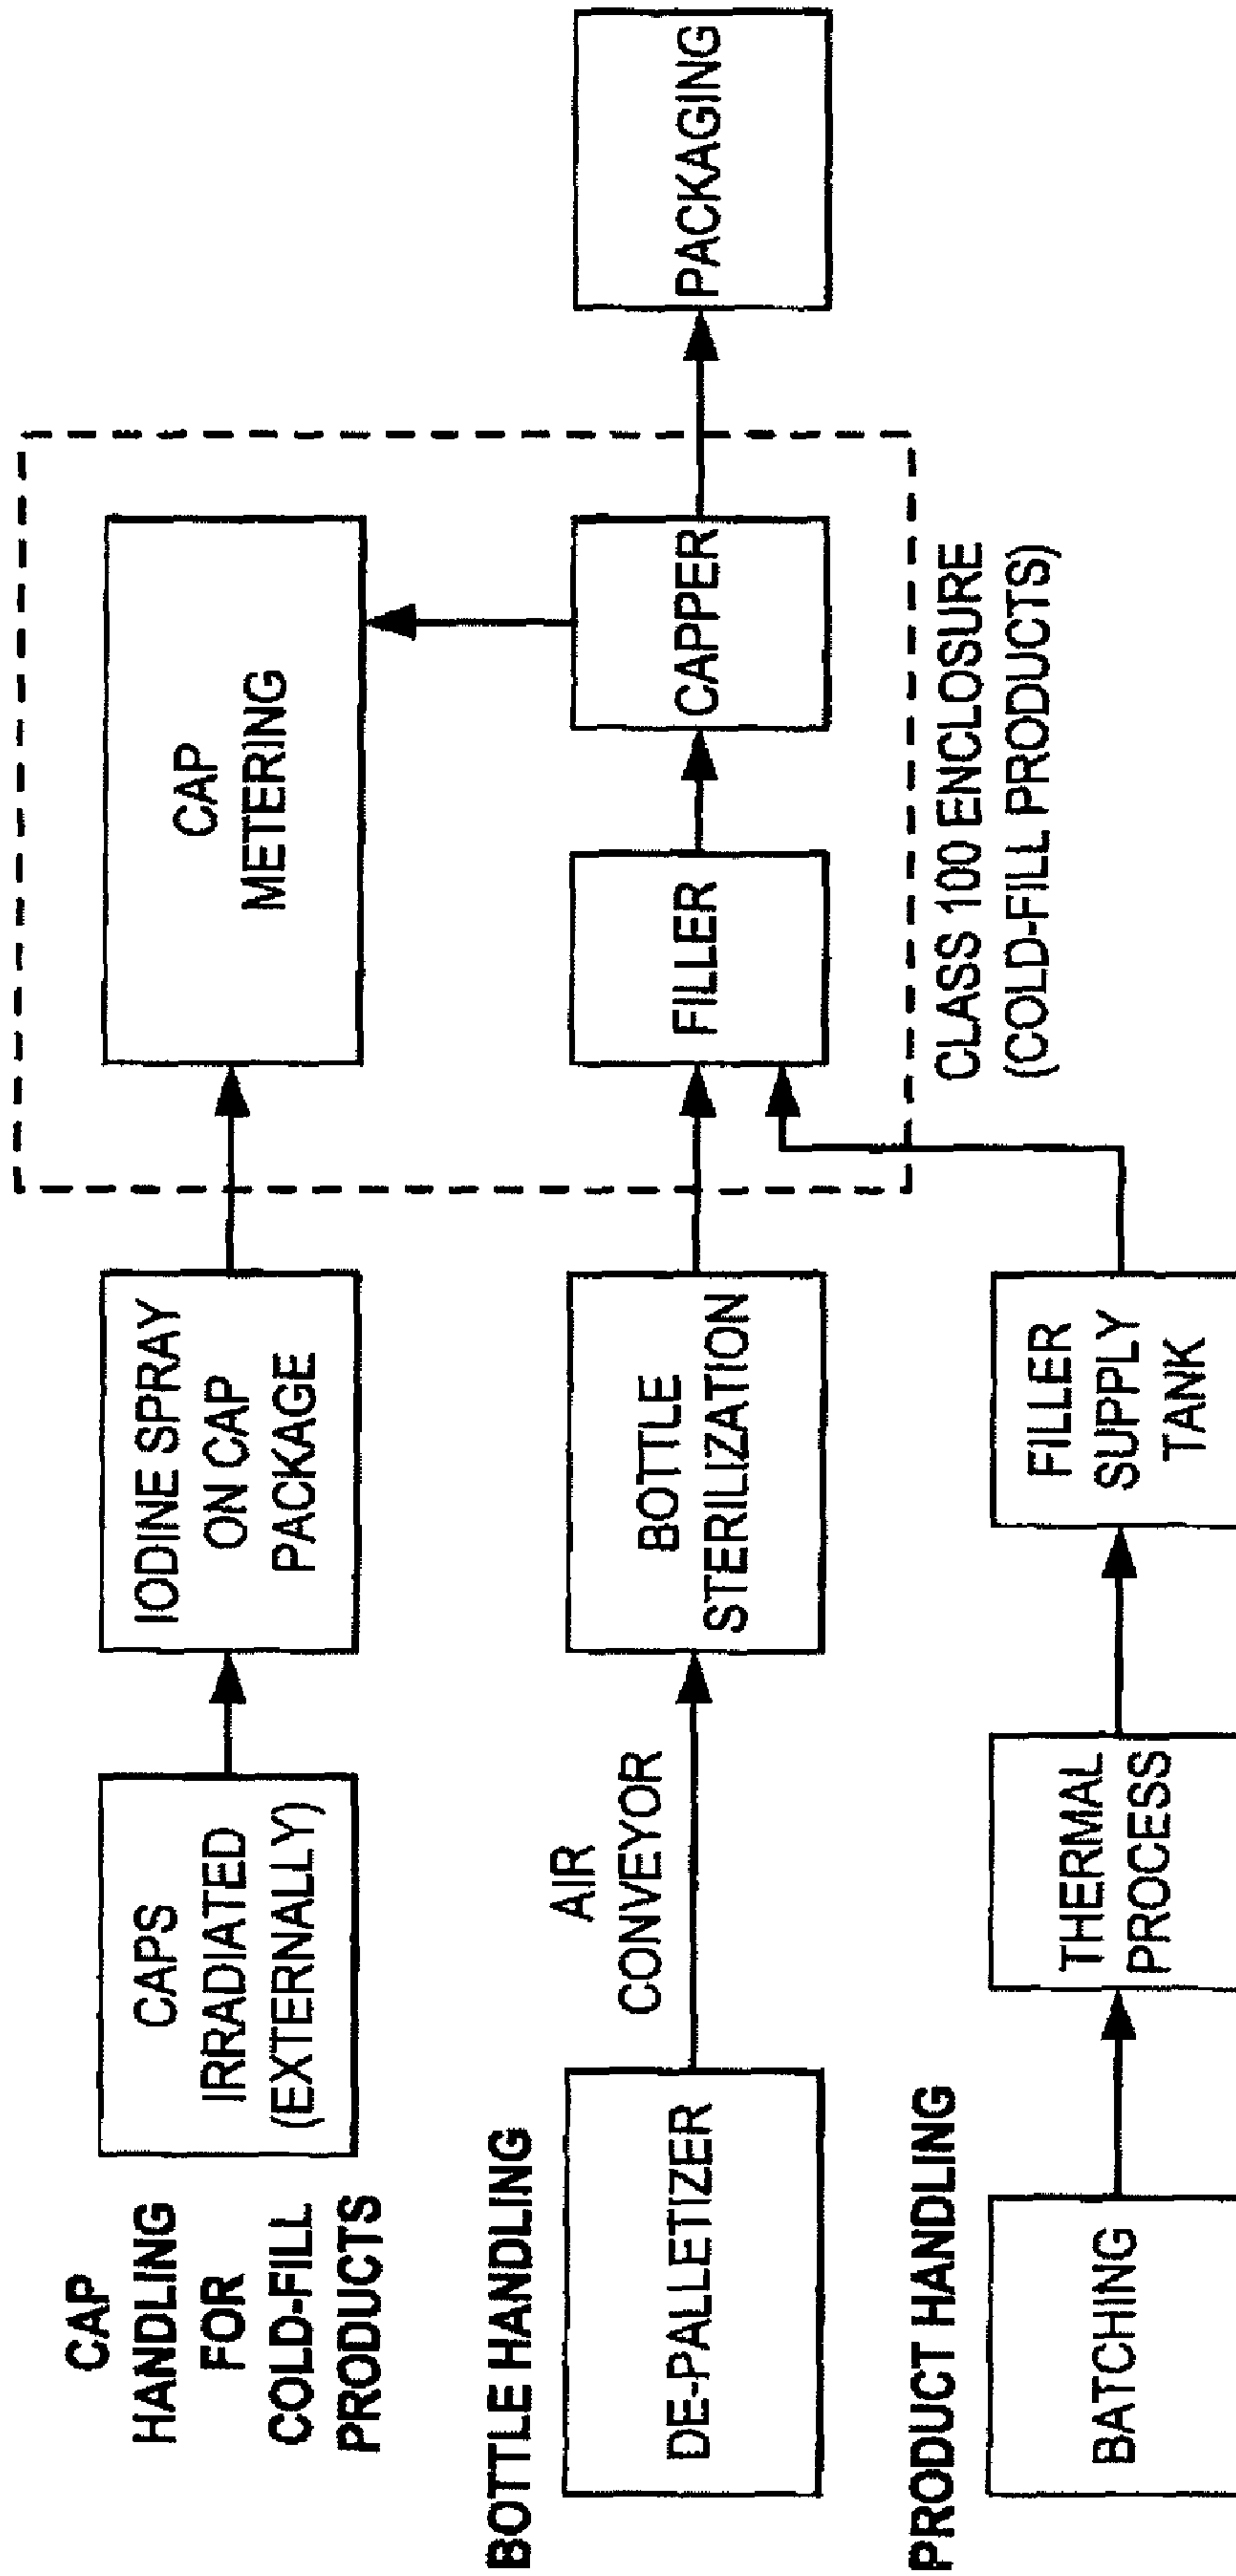 CAP
HANDLING
FOR
COLD-FILL
PRODUCTS
CAPS
IRRADIATED
(EXTERNALLY)
IODINE SPRAY
ON CAP
PACKAGE
CAP
METERING
BOTTLE HANDLING
DE-PALLETIZER
AIR
CONVEYOR
BOTTLE
STERILIZATION
FILLER
CAPPER
PACKAGING
CLASS 100 ENCLOSURE
(COLD-FILL PRODUCTS)
PRODUCT HANDLING
BATCHING
THERMAL
PROCESS
FILLER
SUPPLY
TANK